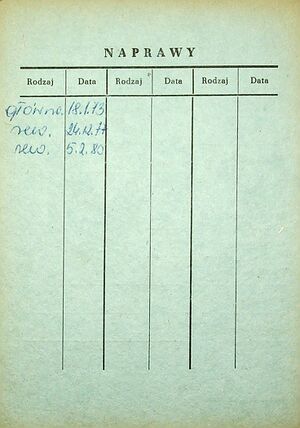 NAPRAWY
Rodzaj Data Rodzaj Data Rodzaj Data
główna. 18.1.73
rew. 24.12.77
rew. 5.2.80